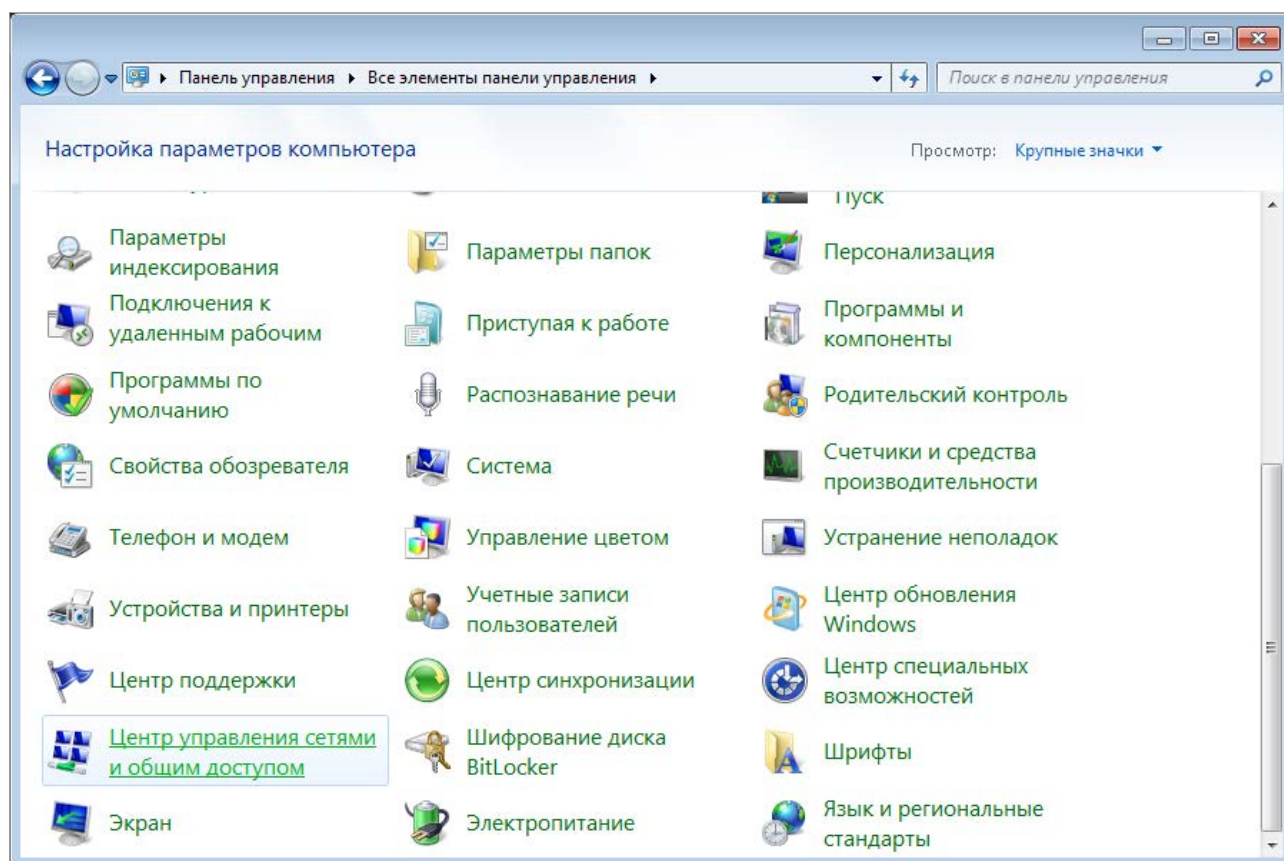 Панель управления ▸ Все элементы панели управления ▸
Поиск в панели управления
Настройка параметров компьютера
Просмотр: Крупные значки
Пуск
Параметры
индексирования
Параметры папок
Персонализация
Подключения к
удаленным рабочим
Приступая к работе
Программы и
компоненты
Программы по
умолчанию
Распознавание речи
Родительский контроль
Свойства обозревателя
Система
Счетчики и средства
производительности
Телефон и модем
Управление цветом
Устранение неполадок
Устройства и принтеры
Учетные записи
пользователей
Центр обновления
Windows
Центр поддержки
Центр синхронизации
Центр специальных
возможностей
Центр управления сетями
и общим доступом
Шифрование диска
BitLocker
Шрифты
Экран
Электропитание
Язык и региональные
стандарты